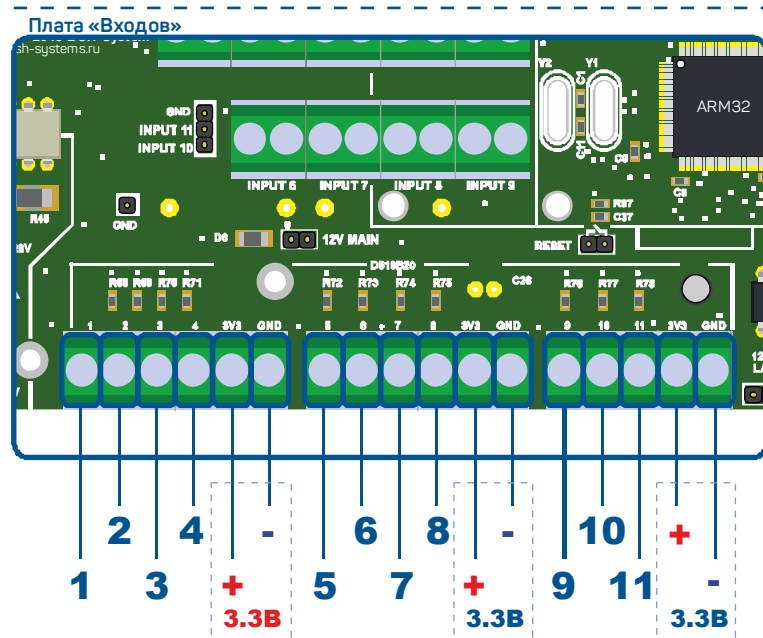 Плата «Входов»
sh-systems.ru
Y2
C1
Y1
ARM32
GND
INPUT 11
INPUT 10
C11
INPUT 6
INPUT 7
INPUT 8
INPUT 9
R45
GND
D6
12V MAIN
R37
C37
RESET
DS18B20
R68
R69
R70
R71
R72
R73
R74
R75
C26
R76
R77
R78
1
2
3
4
3V3
GND
5
6
7
8
3V3
GND
9
10
11
3V3
GND
2
4
-
6
8
-
10
+
1
3
+
5
7
+
9
11
-
3.3В
3.3В
3.3В